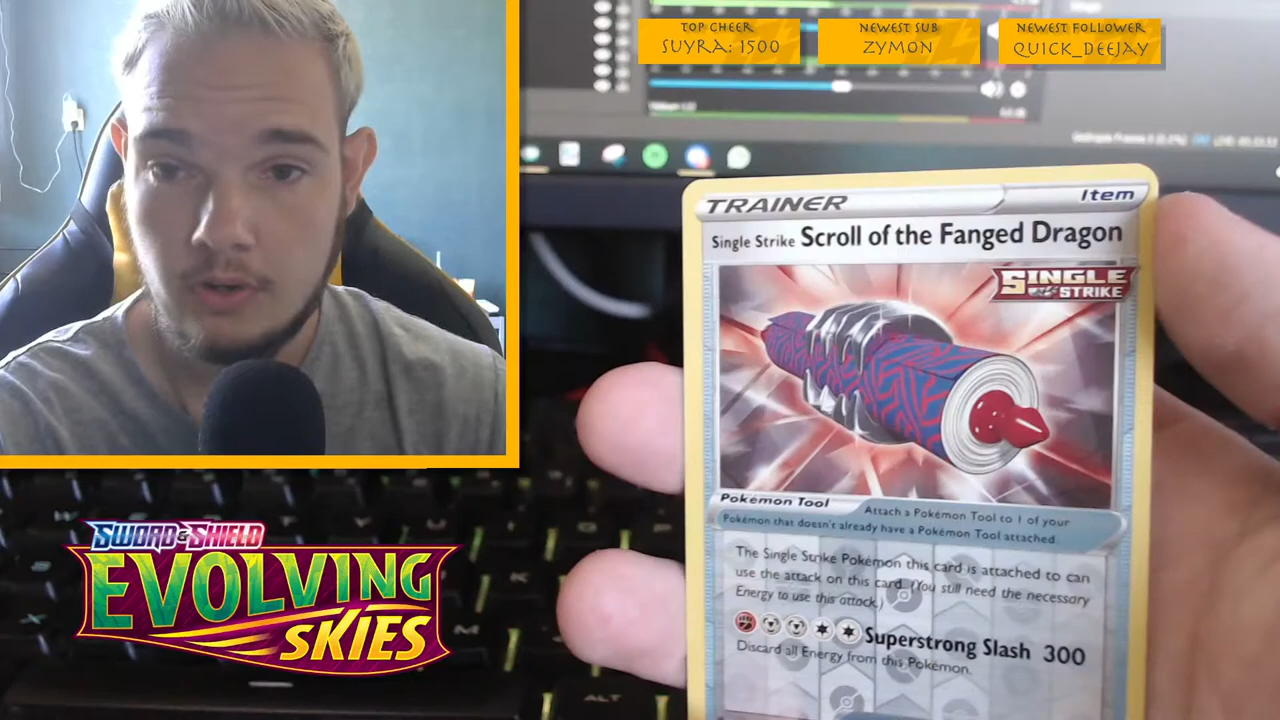 TOP CHEER
SUYRA: 1500
NEWEST SUB
ZYMON
NEWEST FOLLOWER
QUICK_DEEJAY
TRAINER
Item
Single Strike Scroll of the Fanged Dragon
SINGLE
STRIKE
Pokémon Tool
Attach a Pokémon Tool to 1 of your
Pokémon that doesn't already have a Pokémon Tool attached.
The Single Strike Pokémon this card is attached to can
use the attack on this card. (You still need the necessary
Energy to use this attack.)
Superstrong Slash 300
Discard all Energy from this Pokémon.
SWORD & SHIELD
EVOLVING
SKIES
ALT